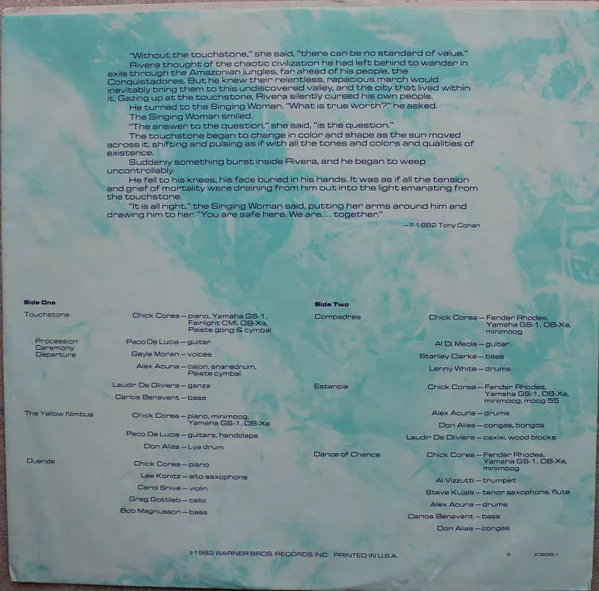 "Without the touchstone," she said, "there can be no standard of value."
Rivera thought of the chaotic civilization he had left behind to wander in
exile through the Amazonian jungles, far ahead of his people, the
Conquistadores. But he knew their relentless, rapacious march would
inevitably bring them to this undiscovered valley, and the city that lived within
it. Gazing up at the touchstone, Rivera silently cursed his own people.
He turned to the Singing Woman. "What is true worth?" he asked.
The Singing Woman smiled.
"The answer to the question," she said, "is the question."
The touchstone began to change in color and shape as the sun moved
across it, shifting and pulsing as if with all the tones and colors and qualities of
existence.
Suddenly something burst inside Rivera, and he began to weep
uncontrollably.
He fell to his knees, his face buried in his hands. It was as if all the tension
and grief of mortality were draining from him out into the light emanating from
the touchstone.
"It is all right," the Singing Woman said, putting her arms around him and
drawing him to her. "You are safe here. We are... together."
—©1982 Tony Cohan
Side One
Touchstone
Chick Corea — piano, Yamaha GS-1,
Fairlight CMI, OB-Xa,
Paiste gong & cymbal
Procession
Ceremony
Departure
Paco De Lucia — guitar
Gayle Moran — voices
Alex Acuna — cajon, snaredrum,
Paiste cymbal
Laudir De Oliveira — ganza
Carlos Benavent — bass
The Yellow Nimbus
Chick Corea — piano, minimoog,
Yamaha GS-1, OB-Xa
Paco De Lucia — guitars, handclaps
Don Alias — Lya drum
Duende
Chick Corea — piano
Lee Konitz — alto saxophone
Carol Shive — violin
Greg Gottlieb — cello
Bob Magnusson — bass
Side Two
Compadres
Chick Corea — Fender Rhodes,
Yamaha GS-1, OB-Xa,
minimoog
Al Di Meola — guitar
Stanley Clarke — bass
Lenny White — drums
Estancia
Chick Corea — Fender Rhodes,
Yamaha GS-1, OB-Xa,
minimoog, moog 55
Alex Acuna — drums
Don Alias — congas, bongos
Laudir De Oliveira — caxixi, wood blocks
Dance of Chance
Chick Corea — Fender Rhodes,
Yamaha GS-1, OB-Xa,
minimoog
Al Vizzutti — trumpet
Steve Kujala — tenor saxophone, flute
Alex Acuna — drums
Carlos Benavent — bass
Don Alias — congas
©1982 WARNER BROS. RECORDS INC. PRINTED IN U.S.A.